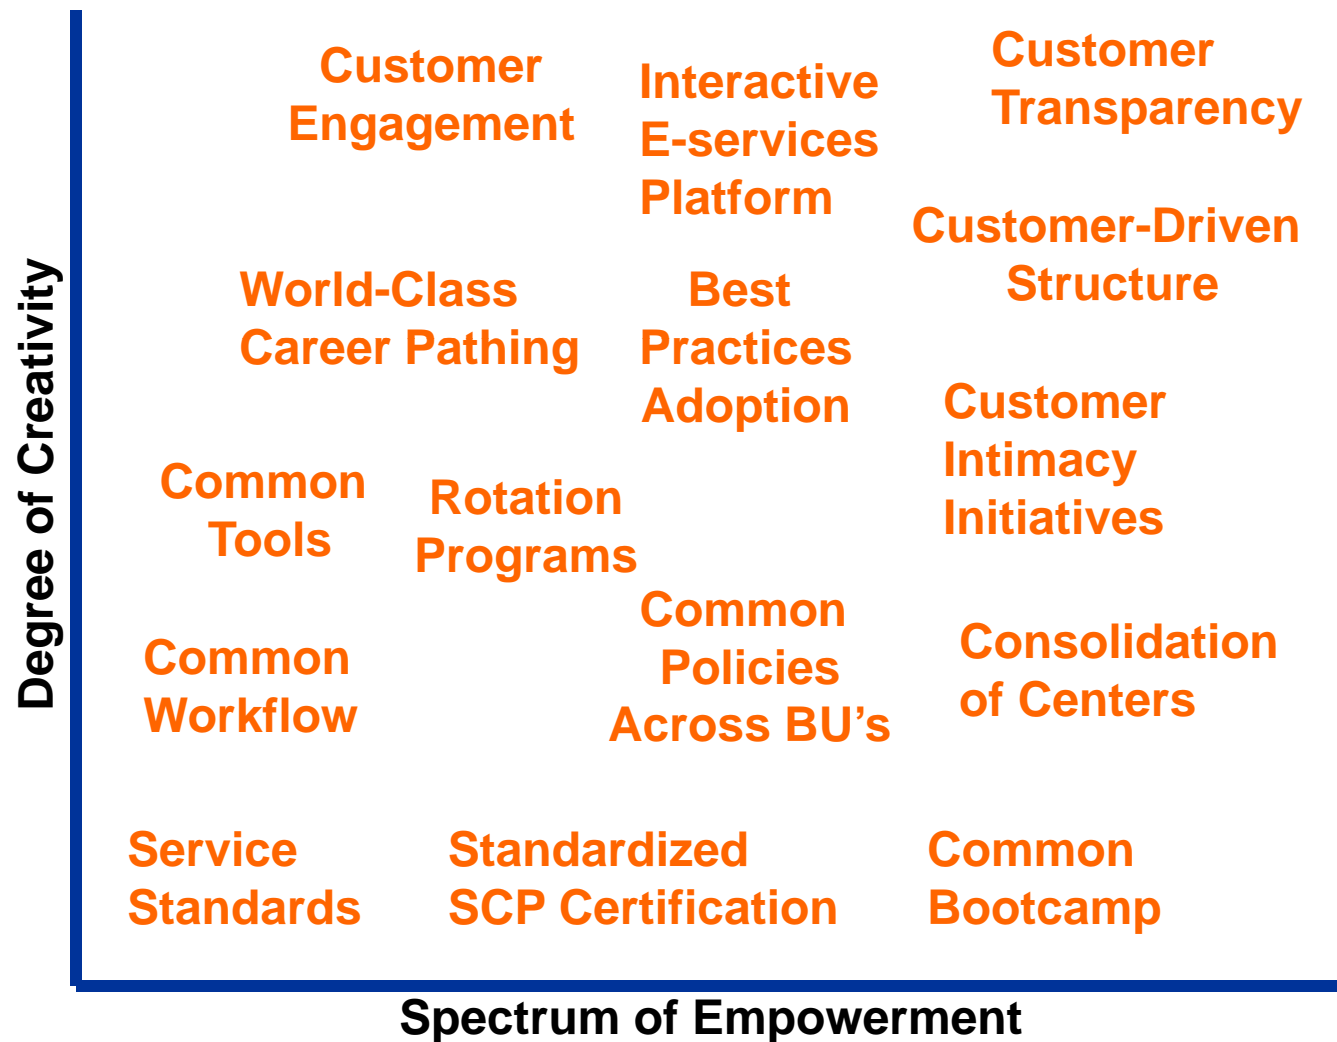 Customer
Engagement
Interactive
E-services
Platform
Customer
Transparency
Customer-Driven
Structure
World-Class
Career Pathing
Best
Practices
Adoption
Customer
Intimacy
Initiatives
Common
Tools
Rotation
Programs
Common
Workflow
Common
Policies
Across BU’s
Consolidation
of Centers
Service
Standards
Standardized
SCP Certification
Common
Bootcamp
Degree of Creativity
Spectrum of Empowerment